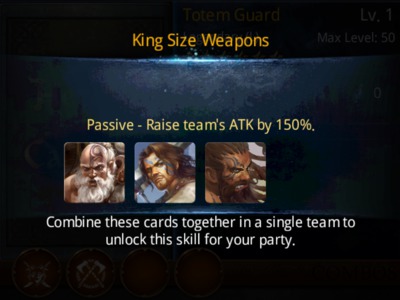 Totem Guard Lv. 1
King Size Weapons
Max Level: 50
0
Passive - Raise team's ATK by 150%.
Combine these cards together in a single team to
unlock this skill for your party.